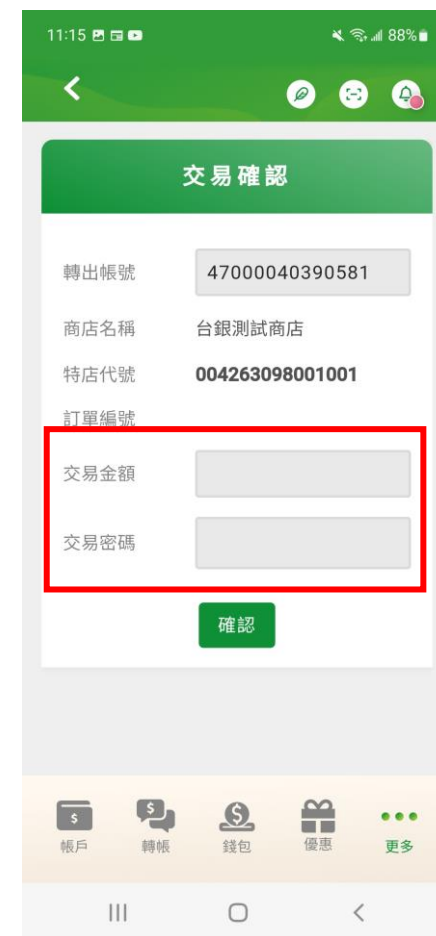 11:15 88%
交易確認
轉出帳號 47000040390581
商店名稱 台銀測試商店
特店代號 004263098001001
訂單編號
交易金額
交易密碼
確認
帳戶 轉帳 錢包 優惠 更多